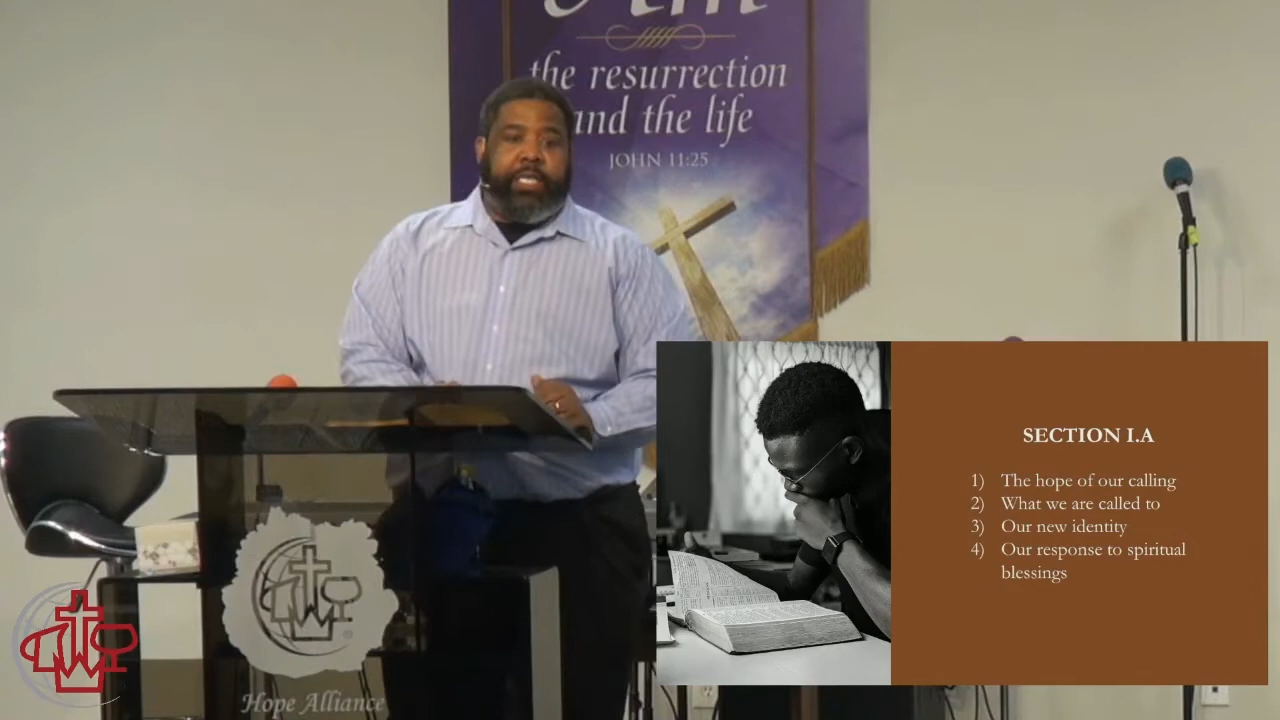 the resurrection
and the life
JOHN 11:25
SECTION I.A
1) The hope of our calling
2) What we are called to
3) Our new identity
4) Our response to spiritual
blessings
Hope Alliance